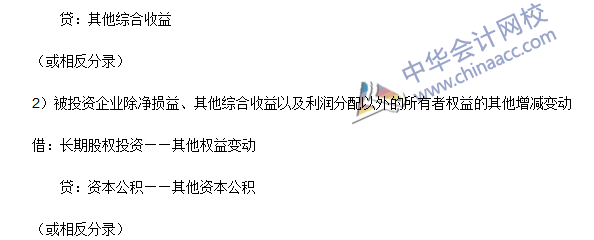 贷：其他综合收益
中华会计网校
www.chinaacc.com
（或相反分录）
2）被投资企业除净损益、其他综合收益以及利润分配以外的所有者权益的其他增减变动
借：长期股权投资——其他权益变动
贷：资本公积——其他资本公积
（或相反分录）